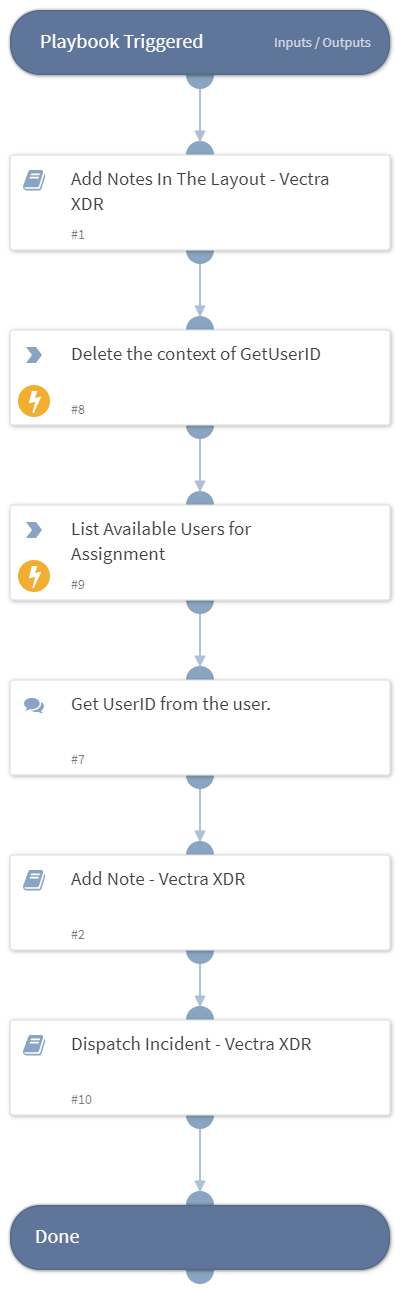 Playbook Triggered
Inputs / Outputs
Add Notes In The Layout - Vectra
XDR
#1
Delete the context of GetUserID
#8
List Available Users for
Assignment
#9
Get UserID from the user.
#7
Add Note - Vectra XDR
#2
Dispatch Incident - Vectra XDR
#10
Done